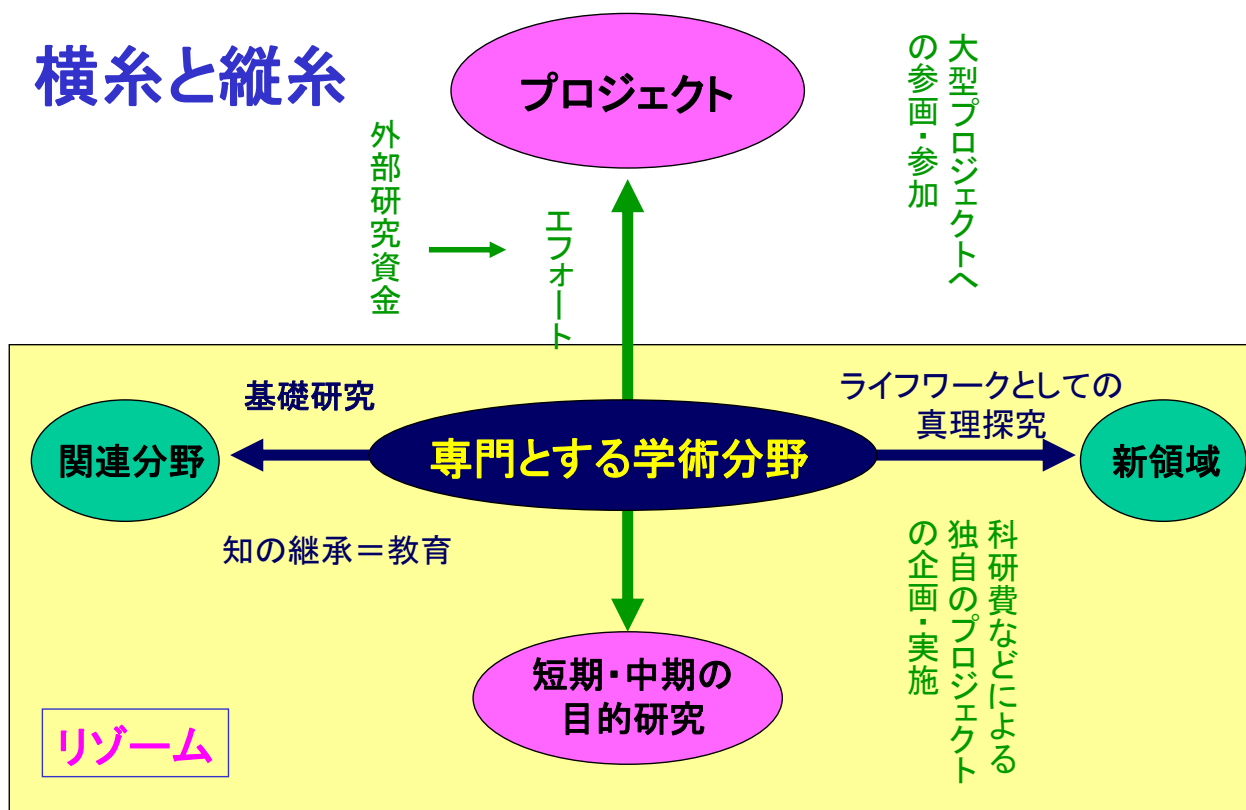 横糸と縦糸
プロジェクト
大型プロジェクトへ
の参画・参加
外部研究資金
エフォート
基礎研究
ライフワークとしての
真理探究
関連分野
専門とする学術分野
新領域
知の継承＝教育
科研費などによる
独自のプロジェクト
の企画・実施
短期・中期の
目的研究
リゾーム